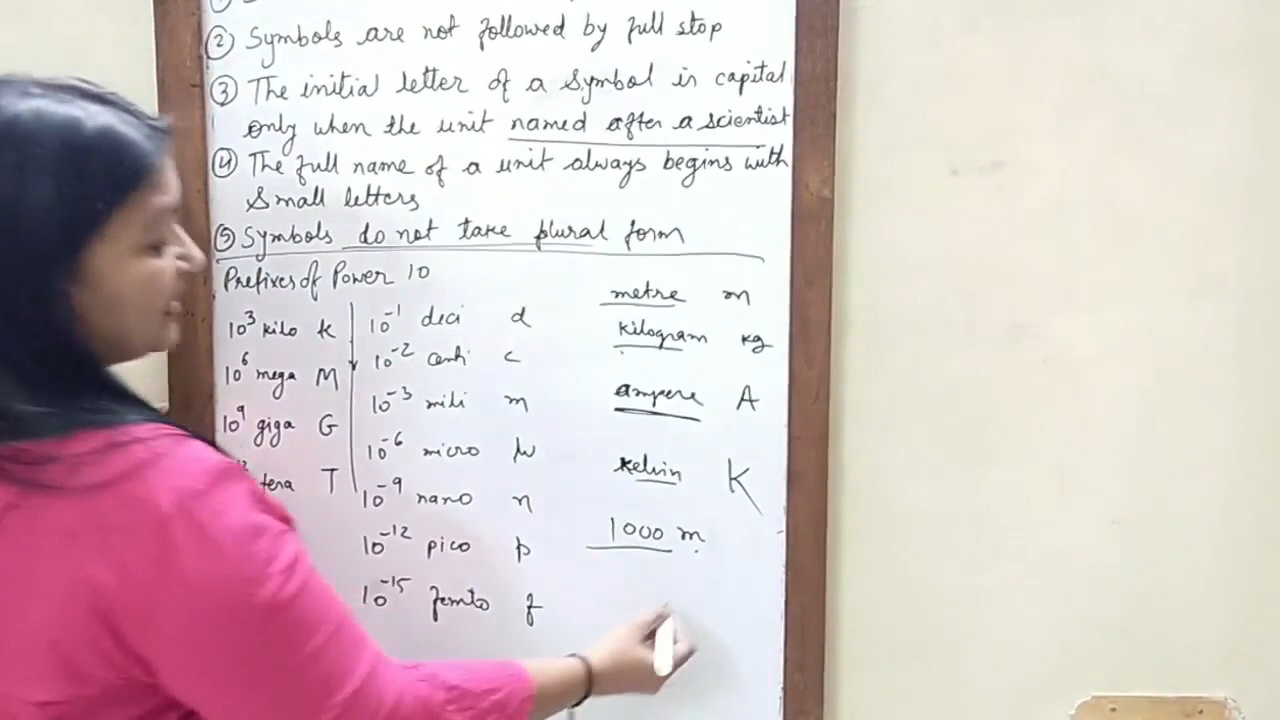 ② Symbols are not followed by full stop
③ The initial letter of a symbol is capital
only when the unit named after a scientist
④ The full name of a unit always begins with
small letters
⑤ Symbols do not take plural form
Prefixes of Power 10
10³ kilo k
10⁶ mega M
10⁹ giga G
tera T
10⁻¹ deci d
10⁻² centi c
10⁻³ mili m
10⁻⁶ micro μ
10⁻⁹ nano n
10⁻¹² pico p
10⁻¹⁵ femto f
metre m
kilogram kg
ampere A
kelvin K
1000 m